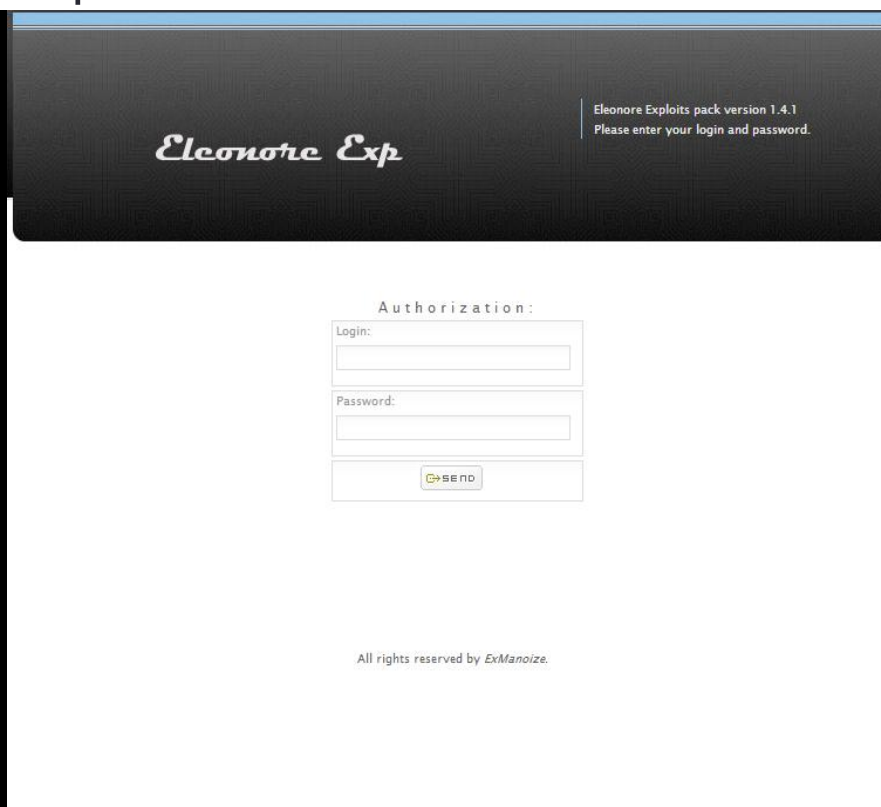 Eleonore Exp
Eleonore Exploits pack version 1.4.1
Please enter your login and password.
Authorization:
Login:
Password:
SEND
All rights reserved by ExManoize.